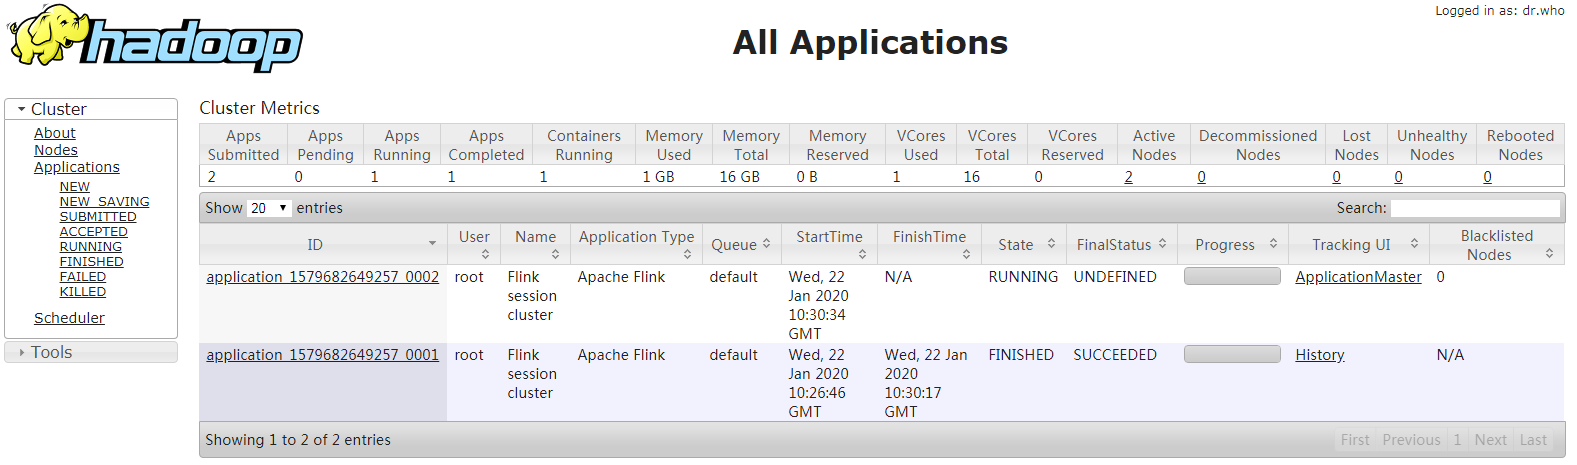 Logged in as: dr.who
hadoop
All Applications
Cluster
About
Nodes
Applications
NEW
NEW_SAVING
SUBMITTED
ACCEPTED
RUNNING
FINISHED
FAILED
KILLED
Scheduler
Tools
Cluster Metrics
Apps Submitted Apps Pending Apps Running Apps Completed Containers Running Memory Used Memory Total Memory Reserved VCores Used VCores Total VCores Reserved Active Nodes Decommissioned Nodes Lost Nodes Unhealthy Nodes Rebooted Nodes
2 0 1 1 1 1 GB 16 GB 0 B 1 16 0 2 0 0 0 0
Show 20 entries Search:
ID User Name Application Type Queue StartTime FinishTime State FinalStatus Progress Tracking UI Blacklisted Nodes
application_1579682649257_0002 root Flink session cluster Apache Flink default Wed, 22 Jan 2020 10:30:34 GMT N/A RUNNING UNDEFINED ApplicationMaster 0
application_1579682649257_0001 root Flink session cluster Apache Flink default Wed, 22 Jan 2020 10:26:46 GMT Wed, 22 Jan 2020 10:30:17 GMT FINISHED SUCCEEDED History N/A
Showing 1 to 2 of 2 entries First Previous 1 Next Last